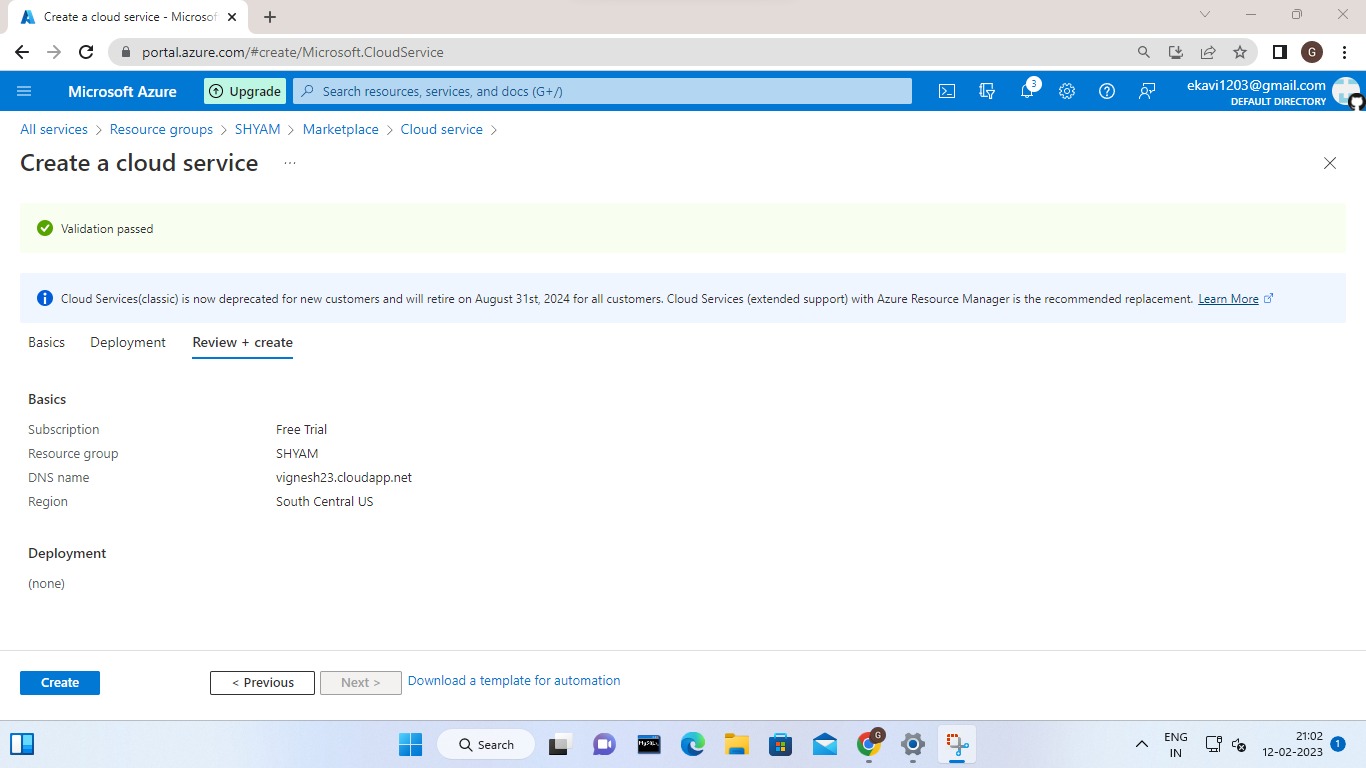 Create a cloud service - Microsof
portal.azure.com/#create/Microsoft.CloudService
G
Microsoft Azure
Upgrade
Search resources, services, and docs (G+/)
3
ekavi1203@gmail.com
DEFAULT DIRECTORY
All services > Resource groups > SHYAM > Marketplace > Cloud service >
Create a cloud service ...
Validation passed
Cloud Services(classic) is now deprecated for new customers and will retire on August 31st, 2024 for all customers. Cloud Services (extended support) with Azure Resource Manager is the recommended replacement. Learn More
Basics Deployment Review + create
Basics
Subscription Free Trial
Resource group SHYAM
DNS name vignesh23.cloudapp.net
Region South Central US
Deployment
(none)
Create < Previous Next > Download a template for automation
Search
MySQL
G
ENG
IN
21:02
12-02-2023
1